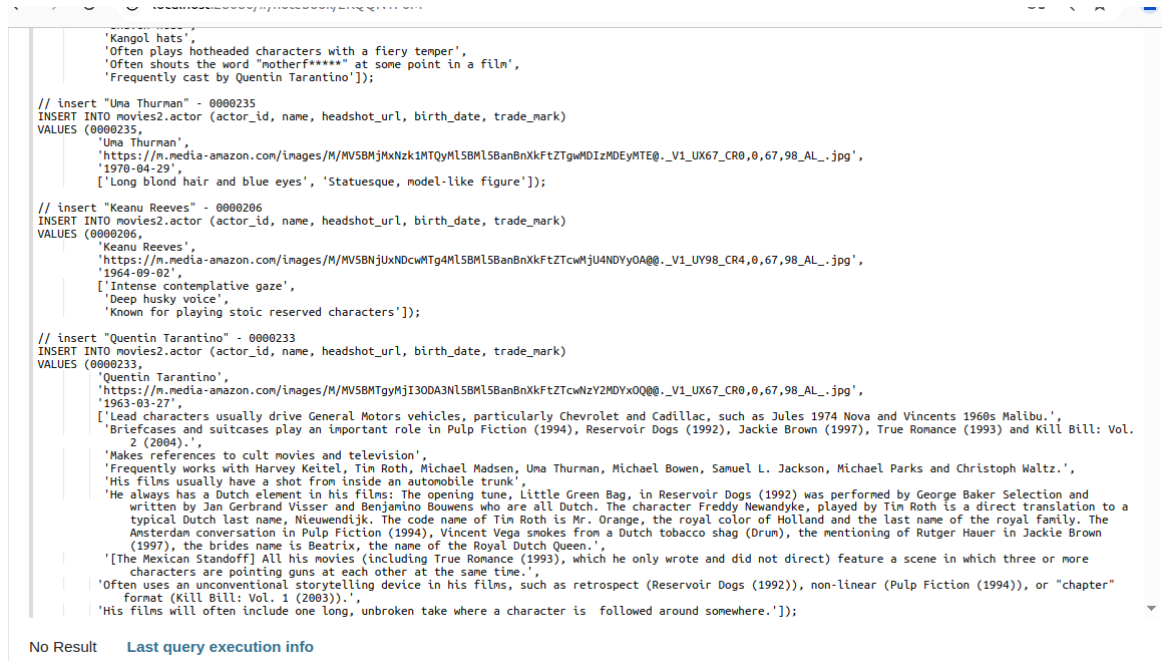 'Kangol hats',
'Often plays hotheaded characters with a fiery temper',
'Often shouts the word "motherf*****" at some point in a film',
'Frequently cast by Quentin Tarantino']);
// insert "Uma Thurman" - 0000235
INSERT INTO movies2.actor (actor_id, name, headshot_url, birth_date, trade_mark)
VALUES (0000235,
'Uma Thurman',
'https://m.media-amazon.com/images/M/MV5BMjMxNzk1MTQyMl5BMl5BanBnXkFtZTgwMDIzMDEyMTE@._V1_UX67_CR0,0,67,98_AL_.jpg',
'1970-04-29',
['Long blond hair and blue eyes', 'Statuesque, model-like figure']);
// insert "Keanu Reeves" - 0000206
INSERT INTO movies2.actor (actor_id, name, headshot_url, birth_date, trade_mark)
VALUES (0000206,
'Keanu Reeves',
'https://m.media-amazon.com/images/M/MV5BNjUxNDcwMTg4Ml5BMl5BanBnXkFtZTcwMjU4NDYyOA@@._V1_UY98_CR4,0,67,98_AL_.jpg',
'1964-09-02',
['Intense contemplative gaze',
'Deep husky voice',
'Known for playing stoic reserved characters']);
// insert "Quentin Tarantino" - 0000233
INSERT INTO movies2.actor (actor_id, name, headshot_url, birth_date, trade_mark)
VALUES (0000233,
'Quentin Tarantino',
'https://m.media-amazon.com/images/M/MV5BMTgyMjI3ODA3Nl5BMl5BanBnXkFtZTcwNzY2MDYxOQ@@._V1_UX67_CR0,0,67,98_AL_.jpg',
'1963-03-27',
['Lead characters usually drive General Motors vehicles, particularly Chevrolet and Cadillac, such as Jules 1974 Nova and Vincents 1960s Malibu.',
'Briefcases and suitcases play an important role in Pulp Fiction (1994), Reservoir Dogs (1992), Jackie Brown (1997), True Romance (1993) and Kill Bill: Vol.
2 (2004).',
'Makes references to cult movies and television',
'Frequently works with Harvey Keitel, Tim Roth, Michael Madsen, Uma Thurman, Michael Bowen, Samuel L. Jackson, Michael Parks and Christoph Waltz.',
'His films usually have a shot from inside an automobile trunk',
'He always has a Dutch element in his films: The opening tune, Little Green Bag, in Reservoir Dogs (1992) was performed by George Baker Selection and
written by Jan Gerbrand Visser and Benjamino Bouwens who are all Dutch. The character Freddy Newandyke, played by Tim Roth is a direct translation to a
typical Dutch last name, Nieuwendijk. The code name of Tim Roth is Mr. Orange, the royal color of Holland and the last name of the royal family. The
Amsterdam conversation in Pulp Fiction (1994), Vincent Vega smokes from a Dutch tobacco shag (Drum), the mentioning of Rutger Hauer in Jackie Brown
(1997), the brides name is Beatrix, the name of the Royal Dutch Queen.',
'[The Mexican Standoff] All his movies (including True Romance (1993), which he only wrote and did not direct) feature a scene in which three or more
characters are pointing guns at each other at the same time.',
'Often uses an unconventional storytelling device in his films, such as retrospect (Reservoir Dogs (1992)), non-linear (Pulp Fiction (1994)), or "chapter"
format (Kill Bill: Vol. 1 (2003)).',
'His films will often include one long, unbroken take where a character is  followed around somewhere.']);
No Result Last query execution info